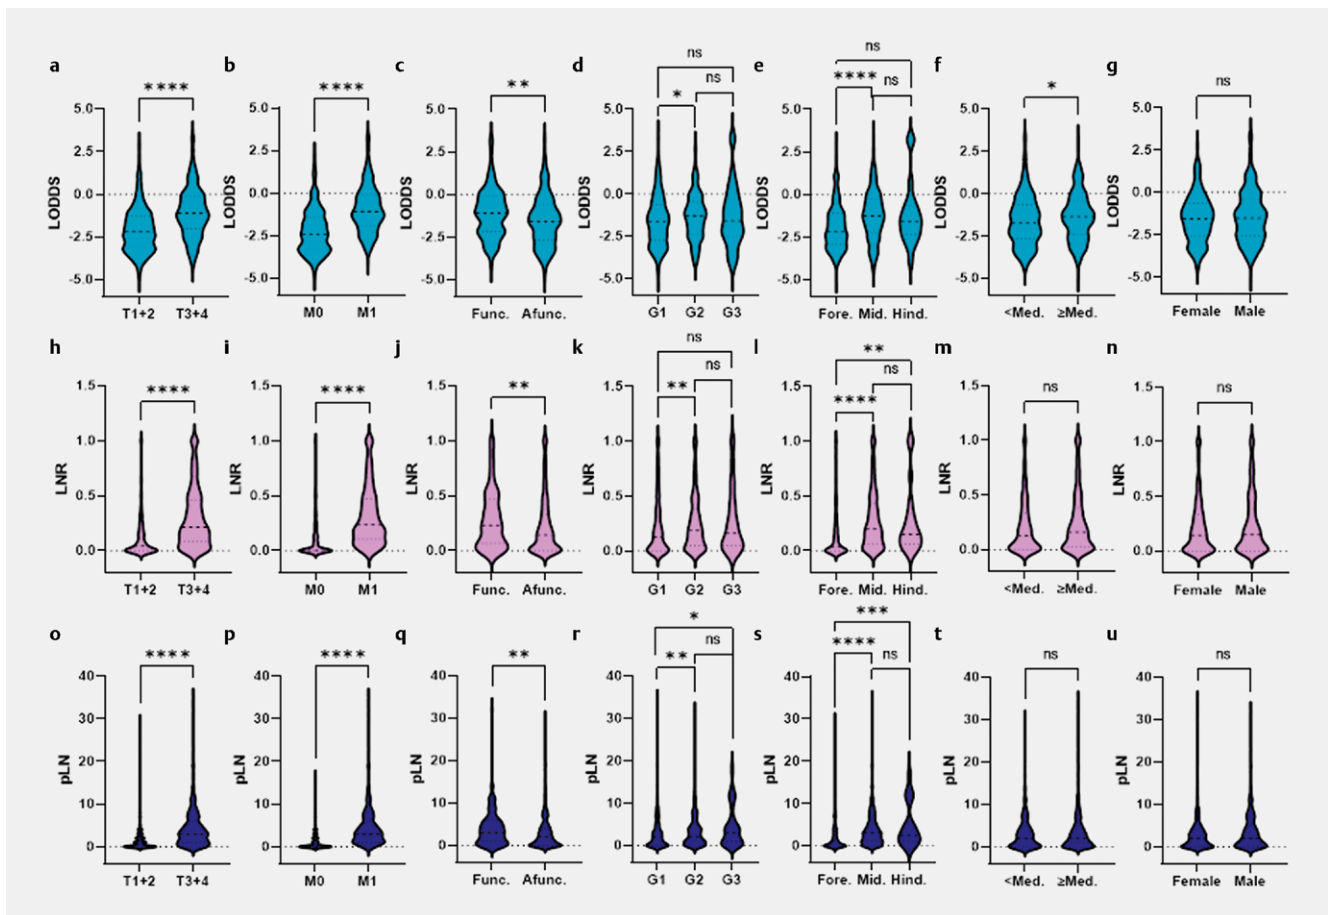 a b c d e f g
**** **** ** ns * ns ns **** ns * ns
LODDS 5.0 2.5 0.0 -2.5 -5.0 T1+2 T3+4
LODDS 5.0 2.5 0.0 -2.5 -5.0 M0 M1
LODDS 5.0 2.5 0.0 -2.5 -5.0 Func. Afunc.
LODDS 5.0 2.5 0.0 -2.5 -5.0 G1 G2 G3
LODDS 5.0 2.5 0.0 -2.5 -5.0 Fore. Mid. Hind.
LODDS 5.0 2.5 0.0 -2.5 -5.0 <Med. ≥Med.
LODDS 5.0 2.5 0.0 -2.5 -5.0 Female Male
h i j k l m n
**** **** ** ns ** ns ** **** ns ns ns
LNR 1.5 1.0 0.5 0.0 T1+2 T3+4
LNR 1.5 1.0 0.5 0.0 M0 M1
LNR 1.5 1.0 0.5 0.0 Func. Afunc.
LNR 1.5 1.0 0.5 0.0 G1 G2 G3
LNR 1.5 1.0 0.5 0.0 Fore. Mid. Hind.
LNR 1.5 1.0 0.5 0.0 <Med. ≥Med.
LNR 1.5 1.0 0.5 0.0 Female Male
o p q r s t u
**** **** ** * ** ns *** **** ns ns ns
pLN 40 30 20 10 0 T1+2 T3+4
pLN 40 30 20 10 0 M0 M1
pLN 40 30 20 10 0 Func. Afunc.
pLN 40 30 20 10 0 G1 G2 G3
pLN 40 30 20 10 0 Fore. Mid. Hind.
pLN 40 30 20 10 0 <Med. ≥Med.
pLN 40 30 20 10 0 Female Male